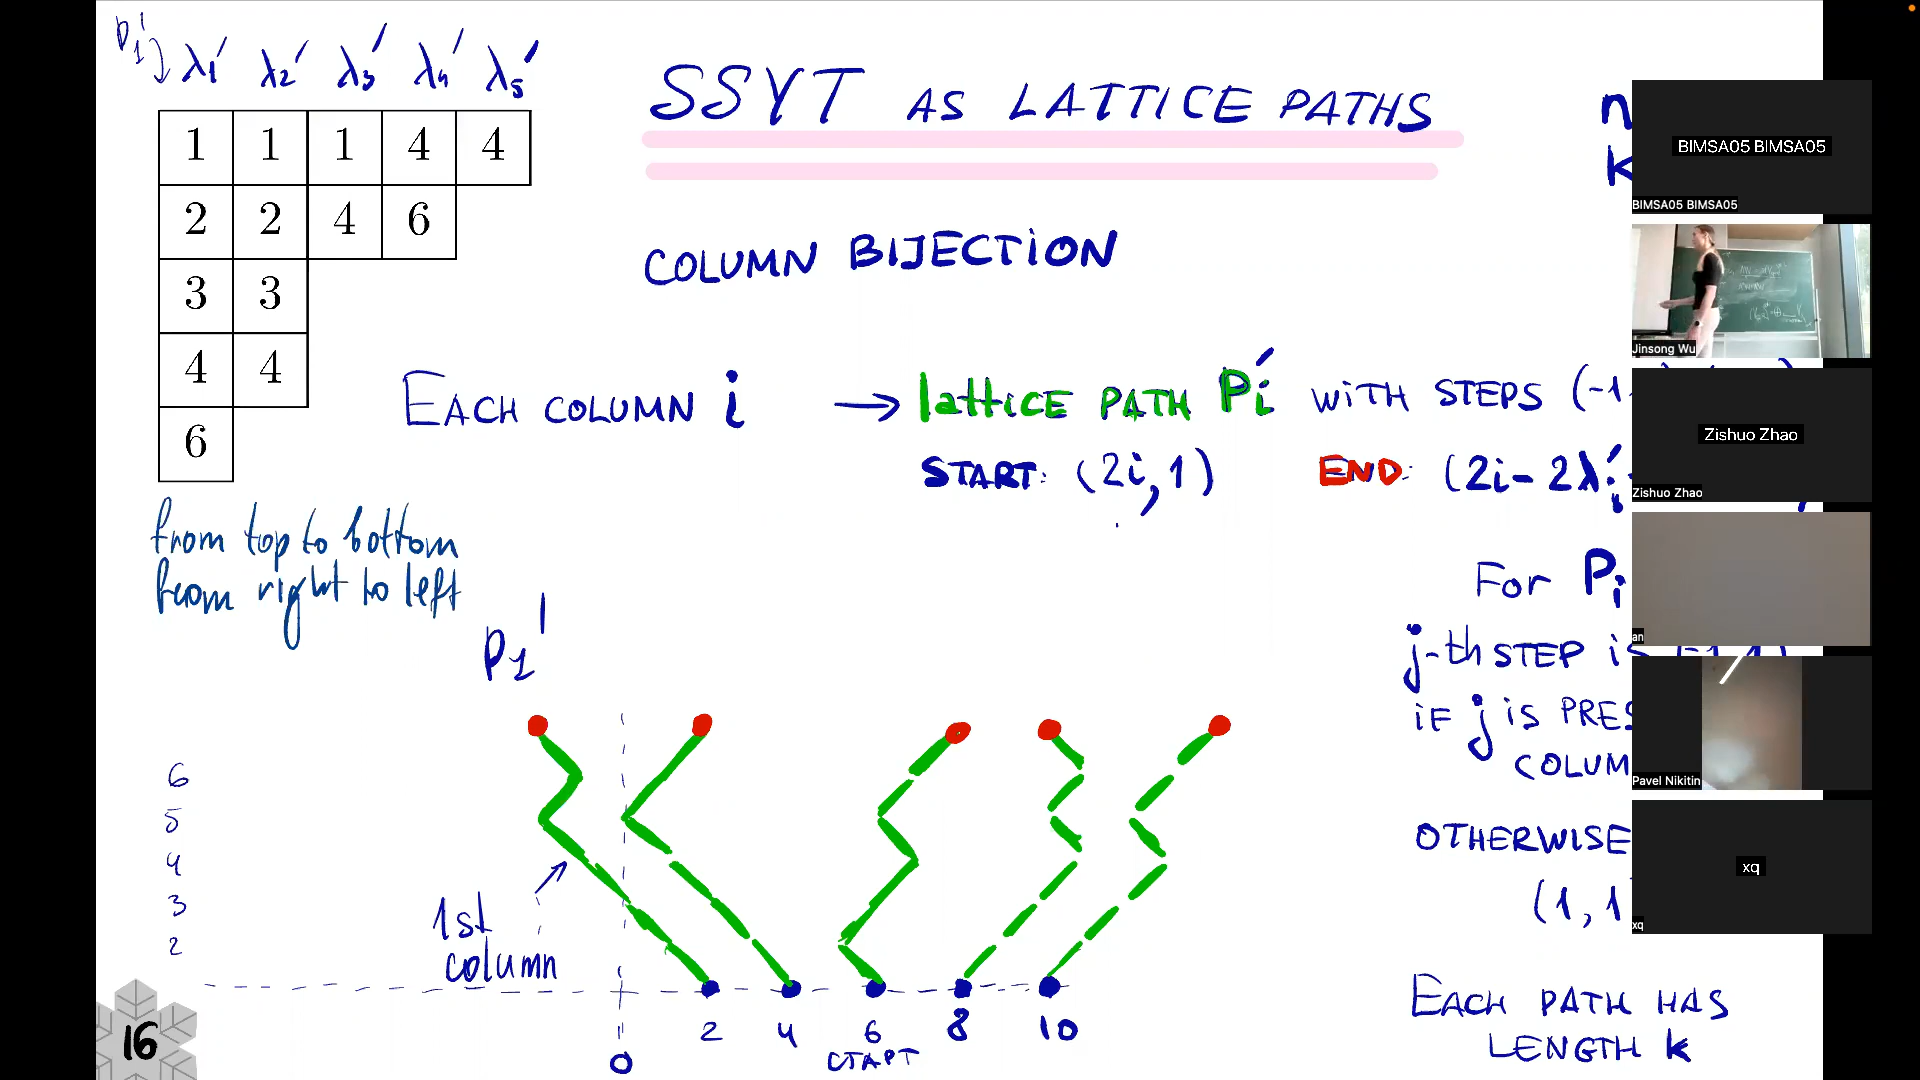 P1′
λ1′ λ2′ λ3′ λ4′ λ5′
1 1 1 4 4
2 2 4 6
3 3
4 4
6
SSYT AS LATTICE PATHS
n
k
COLUMN BIJECTION
EACH COLUMN i → lattice PATH Pi′ WITH STEPS (-1,
START: (2i, 1) END: (2i - 2λi′
from top to bottom
from right to left
P1′
For Pi
j-th STEP is (-1, 1)
iF j is PRES
COLUM
OTHERWISE
(1, 1
EACH PATH HAS
LENGTH k
6
5
4
3
2
1st
column
0 2 4 6 8 10
СТАРТ
16
BIMSA05 BIMSA05
BIMSA05 BIMSA05
Jinsong Wu
Zishuo Zhao
Zishuo Zhao
an
Pavel Nikitin
xq
xq